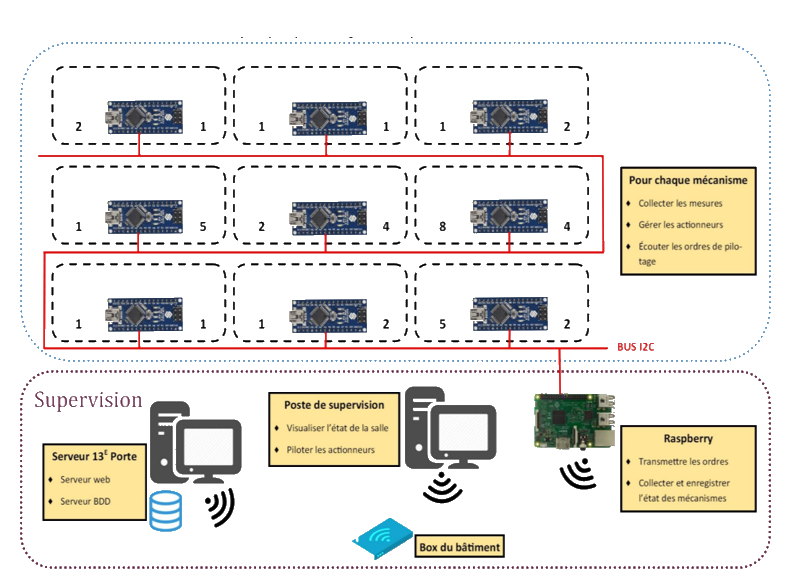 2 1 1 1 1 2
Pour chaque mécanisme
♦ Collecter les mesures
♦ Gérer les actionneurs
♦ Écouter les ordres de pilo-
tage
1 5 2 4 8 4
1 1 1 2 5 2
BUS I2C
Supervision
Poste de supervision
♦ Visualiser l'état de la salle
♦ Piloter les actionneurs
Serveur 13E Porte
♦ Serveur web
♦ Serveur BDD
Raspberry
♦ Transmettre les ordres
♦ Collecter et enregistrer
l'état des mécanismes
Box du bâtiment